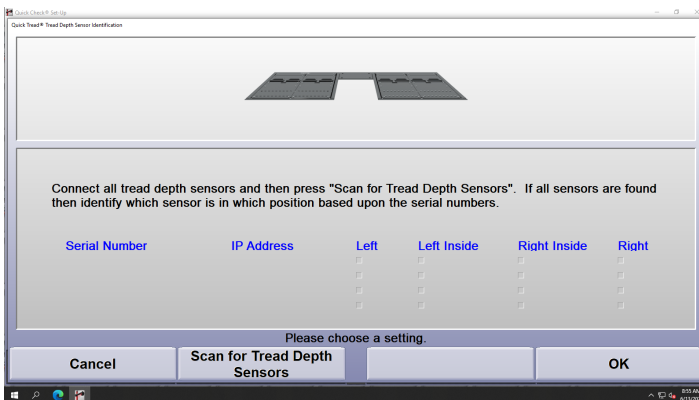 Quick Check® Set-Up
Quick Tread® Tread Depth Sensor Identification
Connect all tread depth sensors and then press "Scan for Tread Depth Sensors". If all sensors are found
then identify which sensor is in which position based upon the serial numbers.
Serial Number IP Address Left Left Inside Right Inside Right
Please choose a setting.
Cancel
Scan for Tread Depth
Sensors
OK
8:55 AM